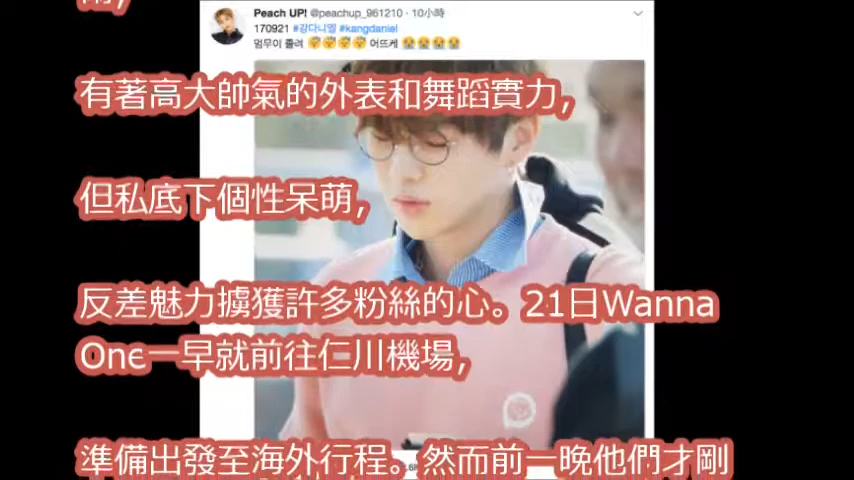 Peach UP! @peachup_961210 · 10小時
170921 #강다니엘 #kangdaniel
멈무이 졸려 😴😴😴😴 어뜨케 😭😭😭😭
有著高大帥氣的外表和舞蹈實力，
但私底下個性呆萌，
反差魅力擄獲許多粉絲的心。21日Wanna
One一早就前往仁川機場，
準備出發至海外行程。然而前一晚他們才剛